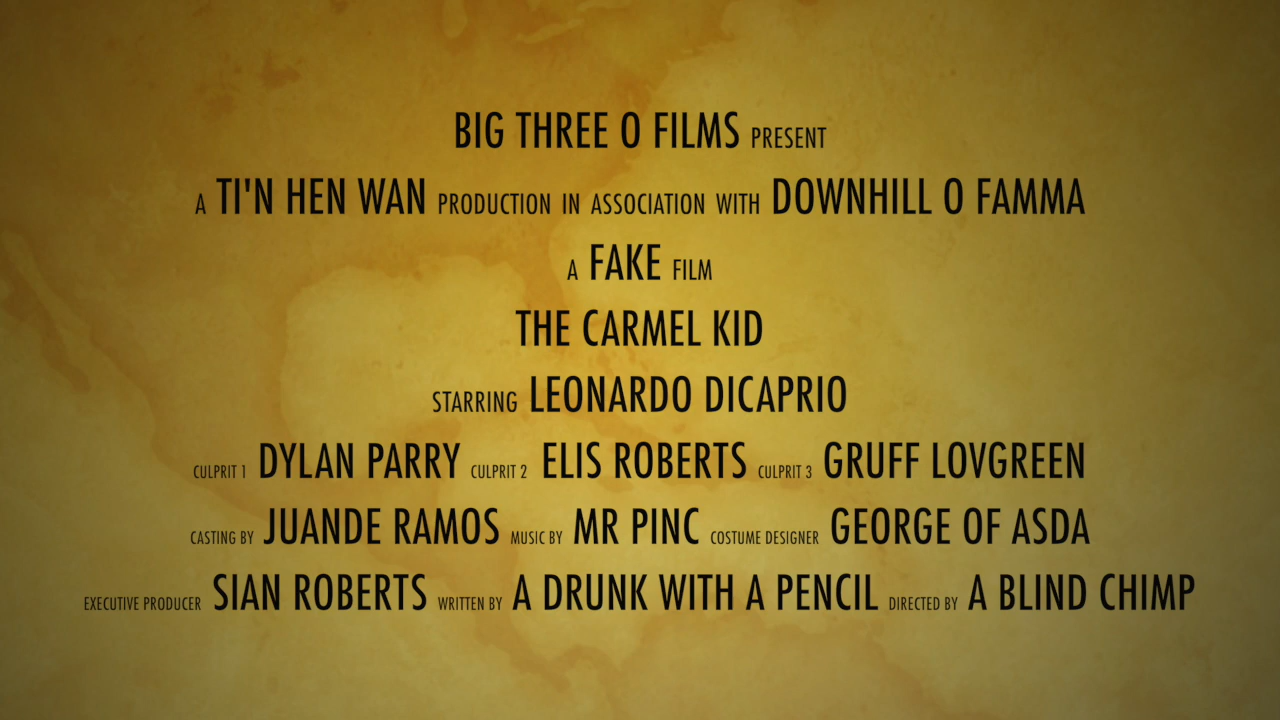 BIG THREE O FILMS PRESENT
A TI'N HEN WAN PRODUCTION IN ASSOCIATION WITH DOWNHILL O FAMMA
A FAKE FILM
THE CARMEL KID
STARRING LEONARDO DICAPRIO
CULPRIT 1 DYLAN PARRY CULPRIT 2 ELIS ROBERTS CULPRIT 3 GRUFF LOVGREEN
CASTING BY JUANDE RAMOS MUSIC BY MR PINC COSTUME DESIGNER GEORGE OF ASDA
EXECUTIVE PRODUCER SIAN ROBERTS WRITTEN BY A DRUNK WITH A PENCIL DIRECTED BY A BLIND CHIMP